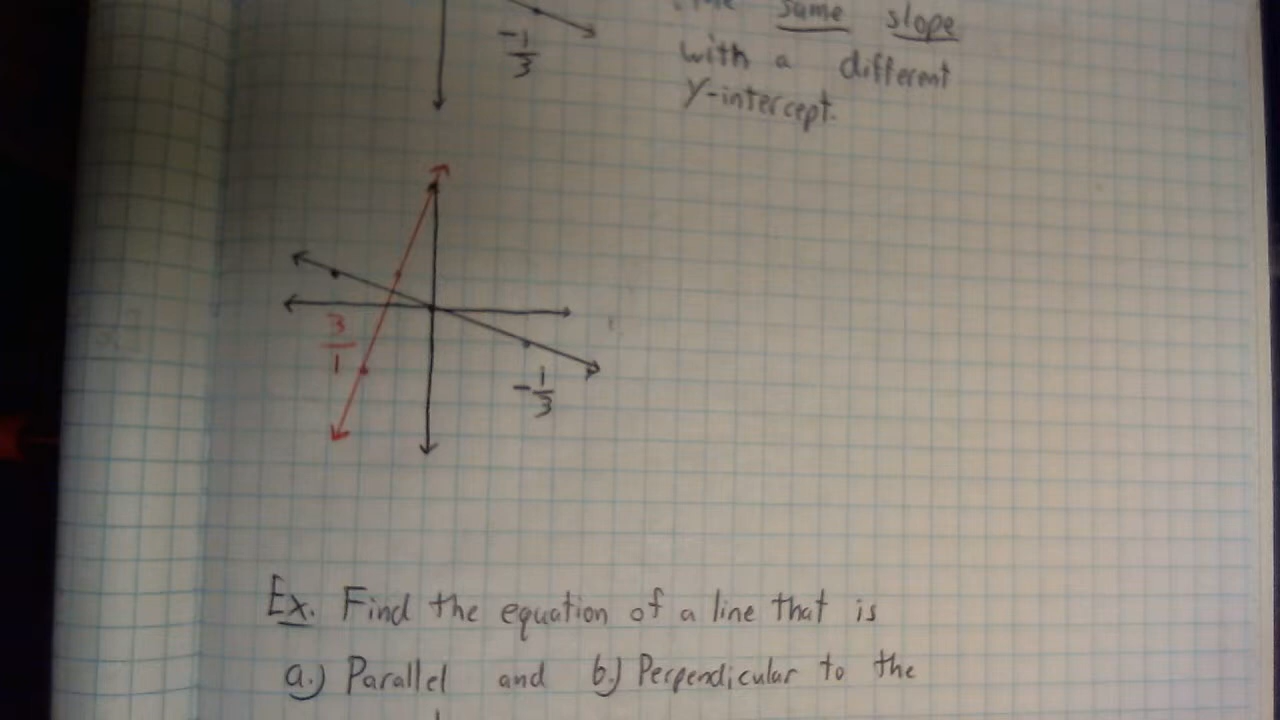 same slope
with a different
y-intercept.
-1/3
3/1
-1/3
Ex. Find the equation of a line that is
a.) Parallel and b.) Perpendicular to the